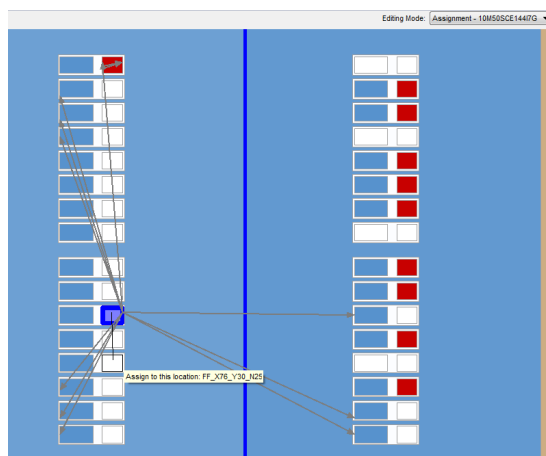 Editing Mode: Assignment - 10M50SCE144I7G
Assign to this location: FF_X76_Y30_N25